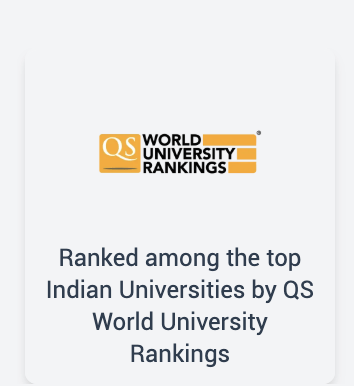 QS WORLD
UNIVERSITY
RANKINGS
®
Ranked among the top
Indian Universities by QS
World University
Rankings